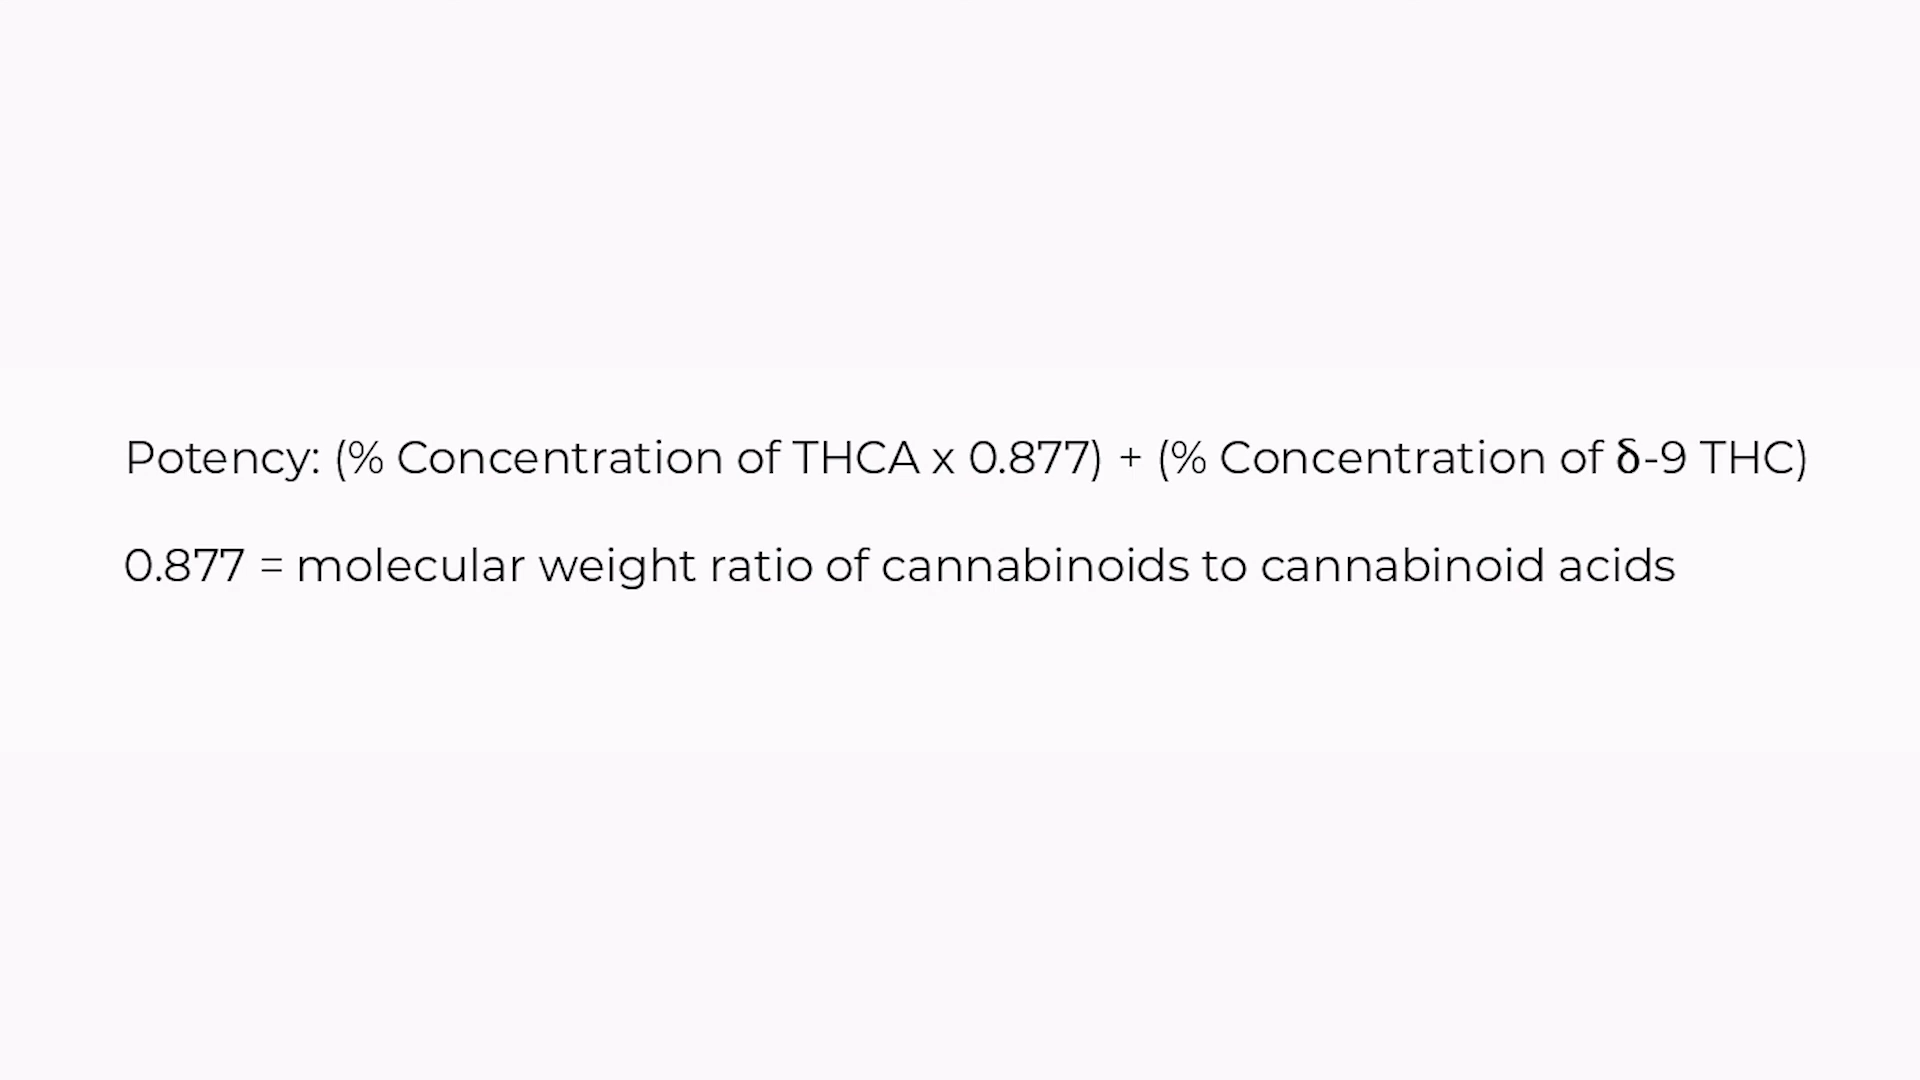 Potency: (% Concentration of THCA x 0.877) + (% Concentration of δ-9 THC)
0.877 = molecular weight ratio of cannabinoids to cannabinoid acids